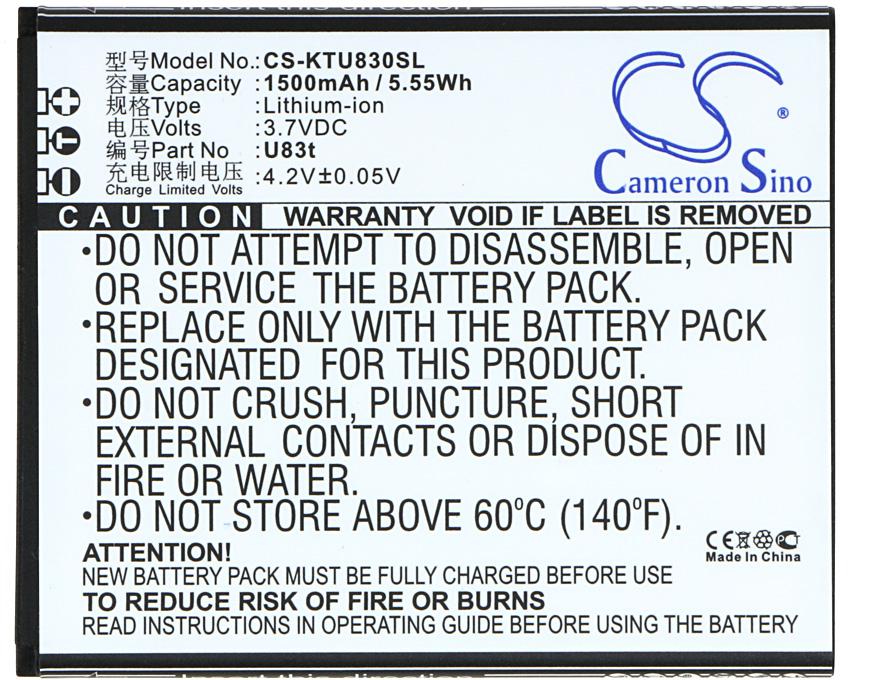 型号Model No.:CS-KTU830SL
容量Capacity :1500mAh / 5.55Wh
规格Type :Lithium-ion
电压Volts :3.7VDC
编号Part No :U83t
充电限制电压 :4.2V±0.05V
Charge Limited Volts
®
Cameron Sino
CAUTION WARRANTY VOID IF LABEL IS REMOVED
•DO NOT ATTEMPT TO DISASSEMBLE, OPEN
OR SERVICE THE BATTERY PACK.
•REPLACE ONLY WITH THE BATTERY PACK
DESIGNATED FOR THIS PRODUCT.
•DO NOT CRUSH, PUNCTURE, SHORT
EXTERNAL CONTACTS OR DISPOSE OF IN
FIRE OR WATER.
•DO NOT STORE ABOVE 60°C (140°F).
ATTENTION!
NEW BATTERY PACK MUST BE FULLY CHARGED BEFORE USE
TO REDUCE RISK OF FIRE OR BURNS
READ INSTRUCTIONS IN OPERATING GUIDE BEFORE USING THE BATTERY
CE
Made In China
Insert this direction